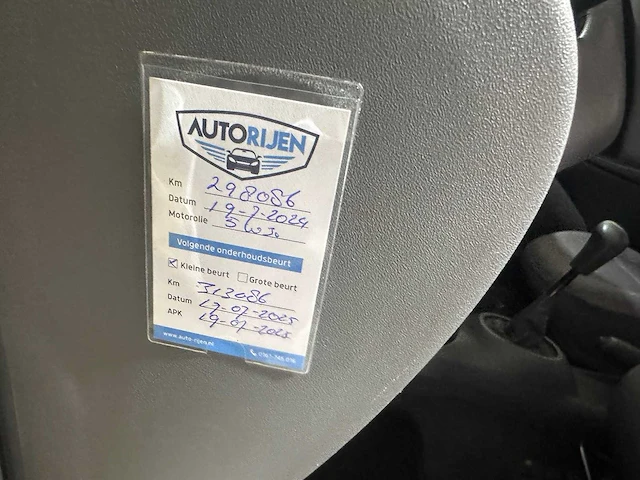 AUTORIJEN
Km 298086
Datum 19-7-2024
Motorolie 5w30
Volgende onderhoudsbeurt
Kleine beurt Grote beurt
Km 313086
Datum 19-07-2025
APK 19-07-2025
www.auto-rijen.nl